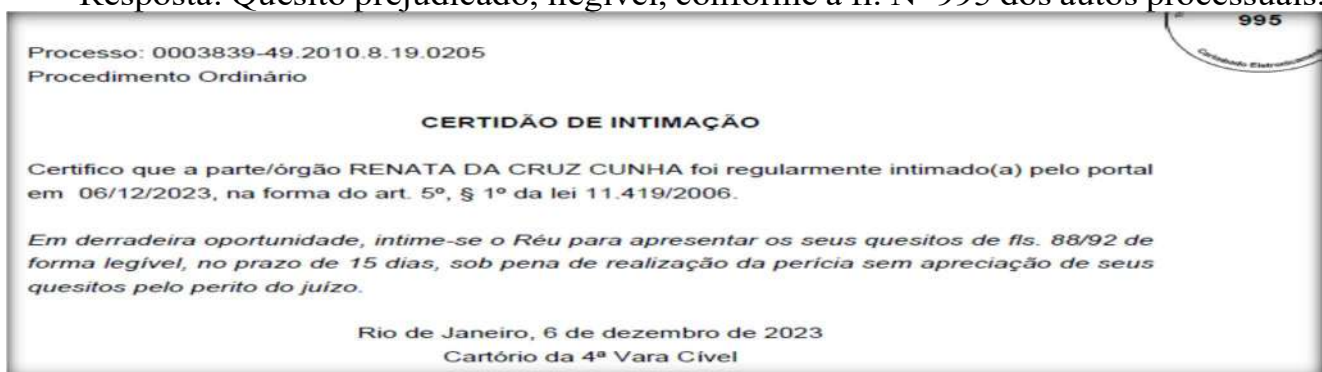 Resposta: Quesito prejudicado, ilegível, conforme a fl. Nº 995 dos autos processuais.
995
Processo: 0003839-49.2010.8.19.0205
Procedimento Ordinário
CERTIDÃO DE INTIMAÇÃO
Certifico que a parte/órgão RENATA DA CRUZ CUNHA foi regularmente intimado(a) pelo portal
em 06/12/2023, na forma do art. 5º, § 1º da lei 11.419/2006.
Em derradeira oportunidade, intime-se o Réu para apresentar os seus quesitos de fls. 88/92 de
forma legível, no prazo de 15 dias, sob pena de realização da perícia sem apreciação de seus
quesitos pelo perito do juízo.
Rio de Janeiro, 6 de dezembro de 2023
Cartório da 4ª Vara Cível